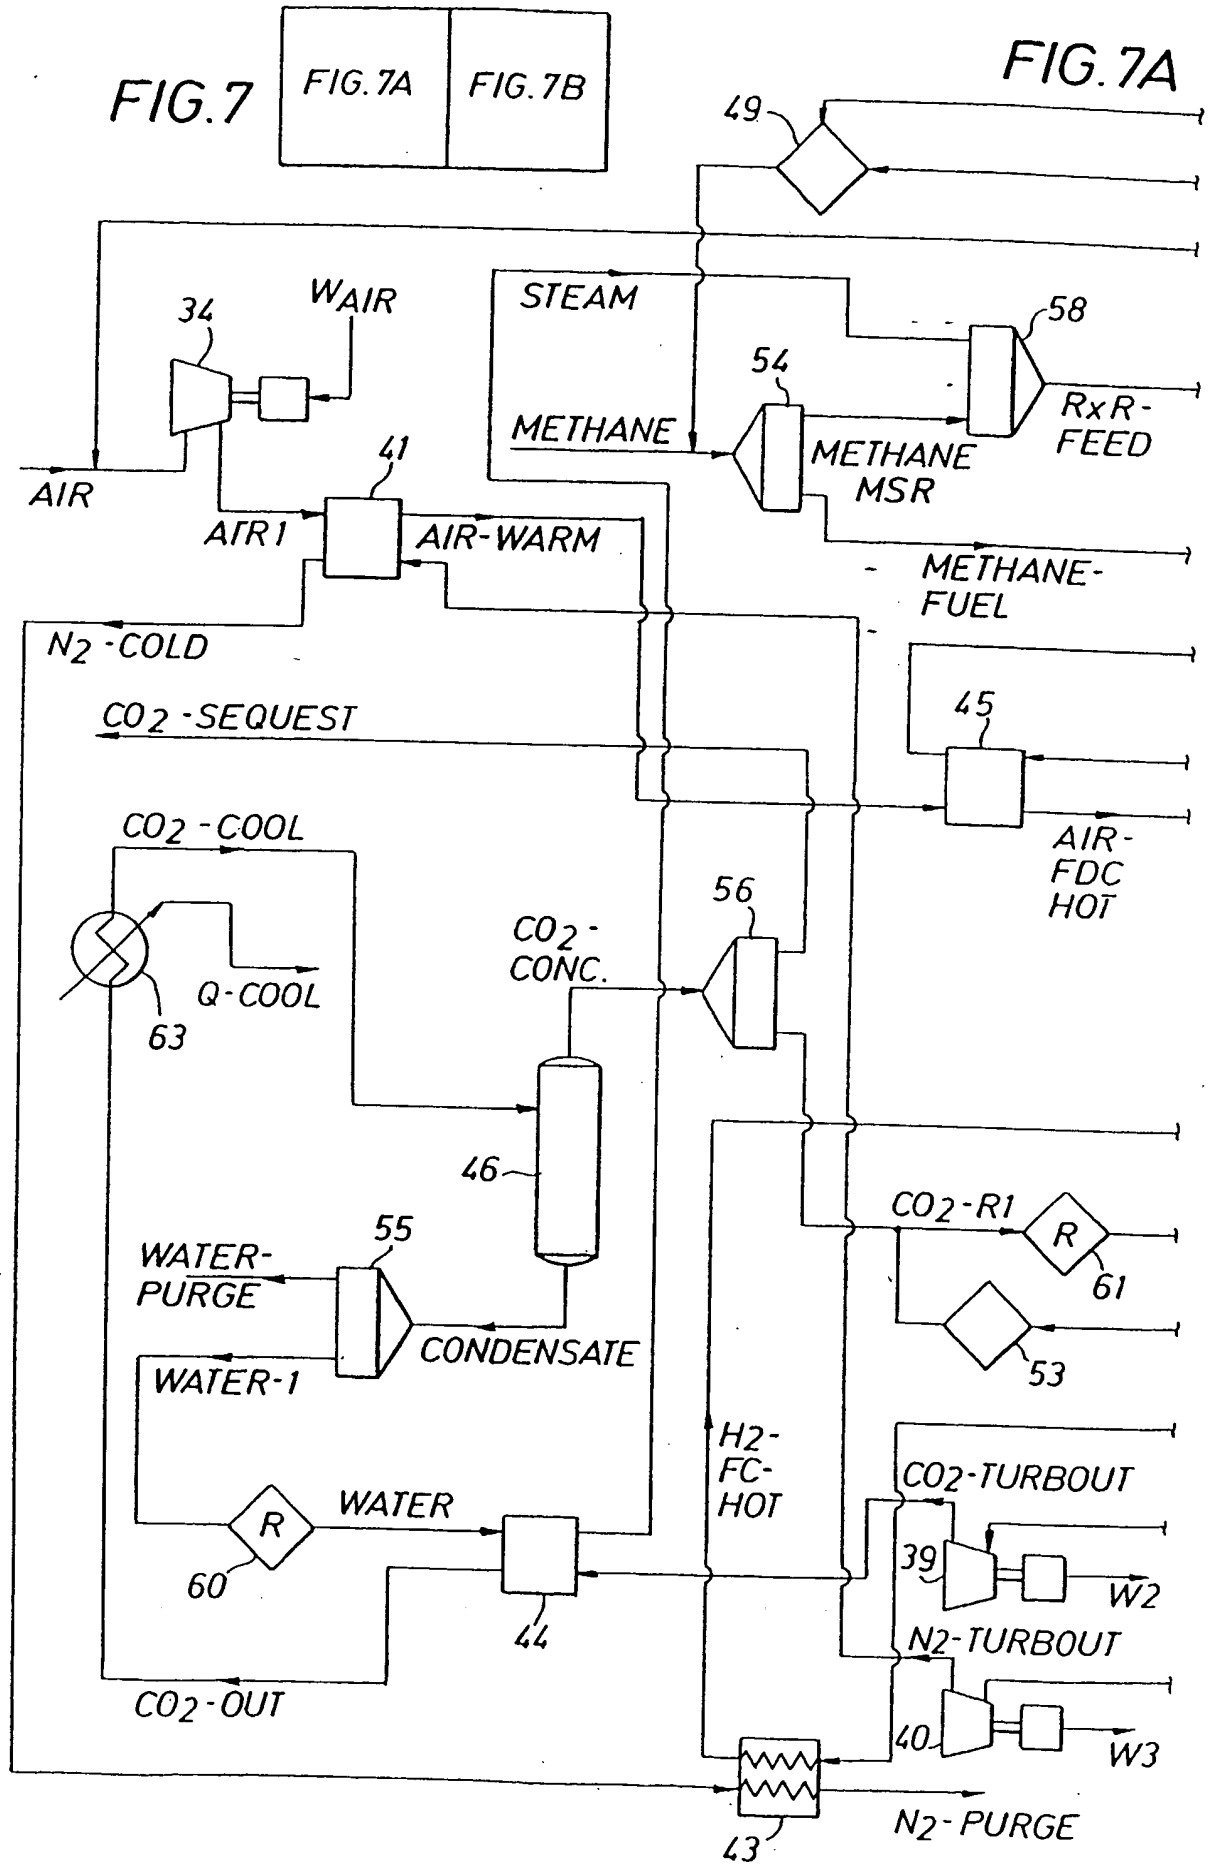 FIG.7
FIG.7A
FIG.7B
FIG.7A
49
STEAM
58
34
WAIR
54
METHANE
RxR-
FEED
METHANE
MSR
AIR
41
AIR1
AIR-WARM
METHANE-
FUEL
N2-COLD
CO2-SEQUEST
45
CO2-COOL
AIR-
FDC
HOT
56
CO2-
CONC.
Q-COOL
63
46
CO2-R1
R
61
55
WATER-
PURGE
CONDENSATE
53
WATER-1
H2-
FC-
HOT
CO2-TURBOUT
WATER
R
60
39
W2
44
N2-TURBOUT
CO2-OUT
40
W3
N2-PURGE
43